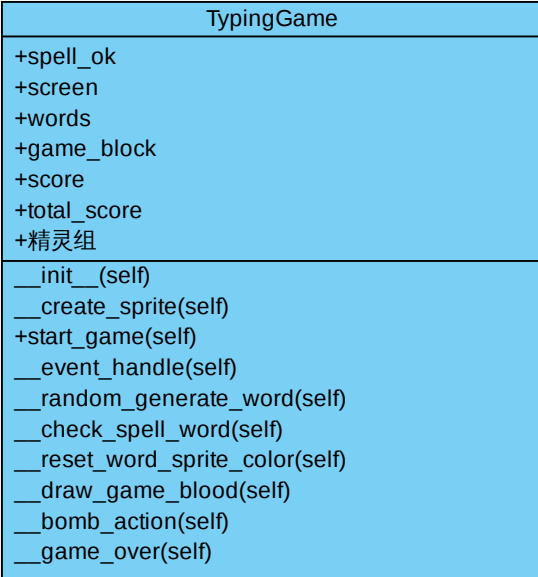 TypingGame
+spell_ok
+screen
+words
+game_block
+score
+total_score
+精灵组
__init__(self)
__create_sprite(self)
+start_game(self)
__event_handle(self)
__random_generate_word(self)
__check_spell_word(self)
__reset_word_sprite_color(self)
__draw_game_blood(self)
__bomb_action(self)
__game_over(self)